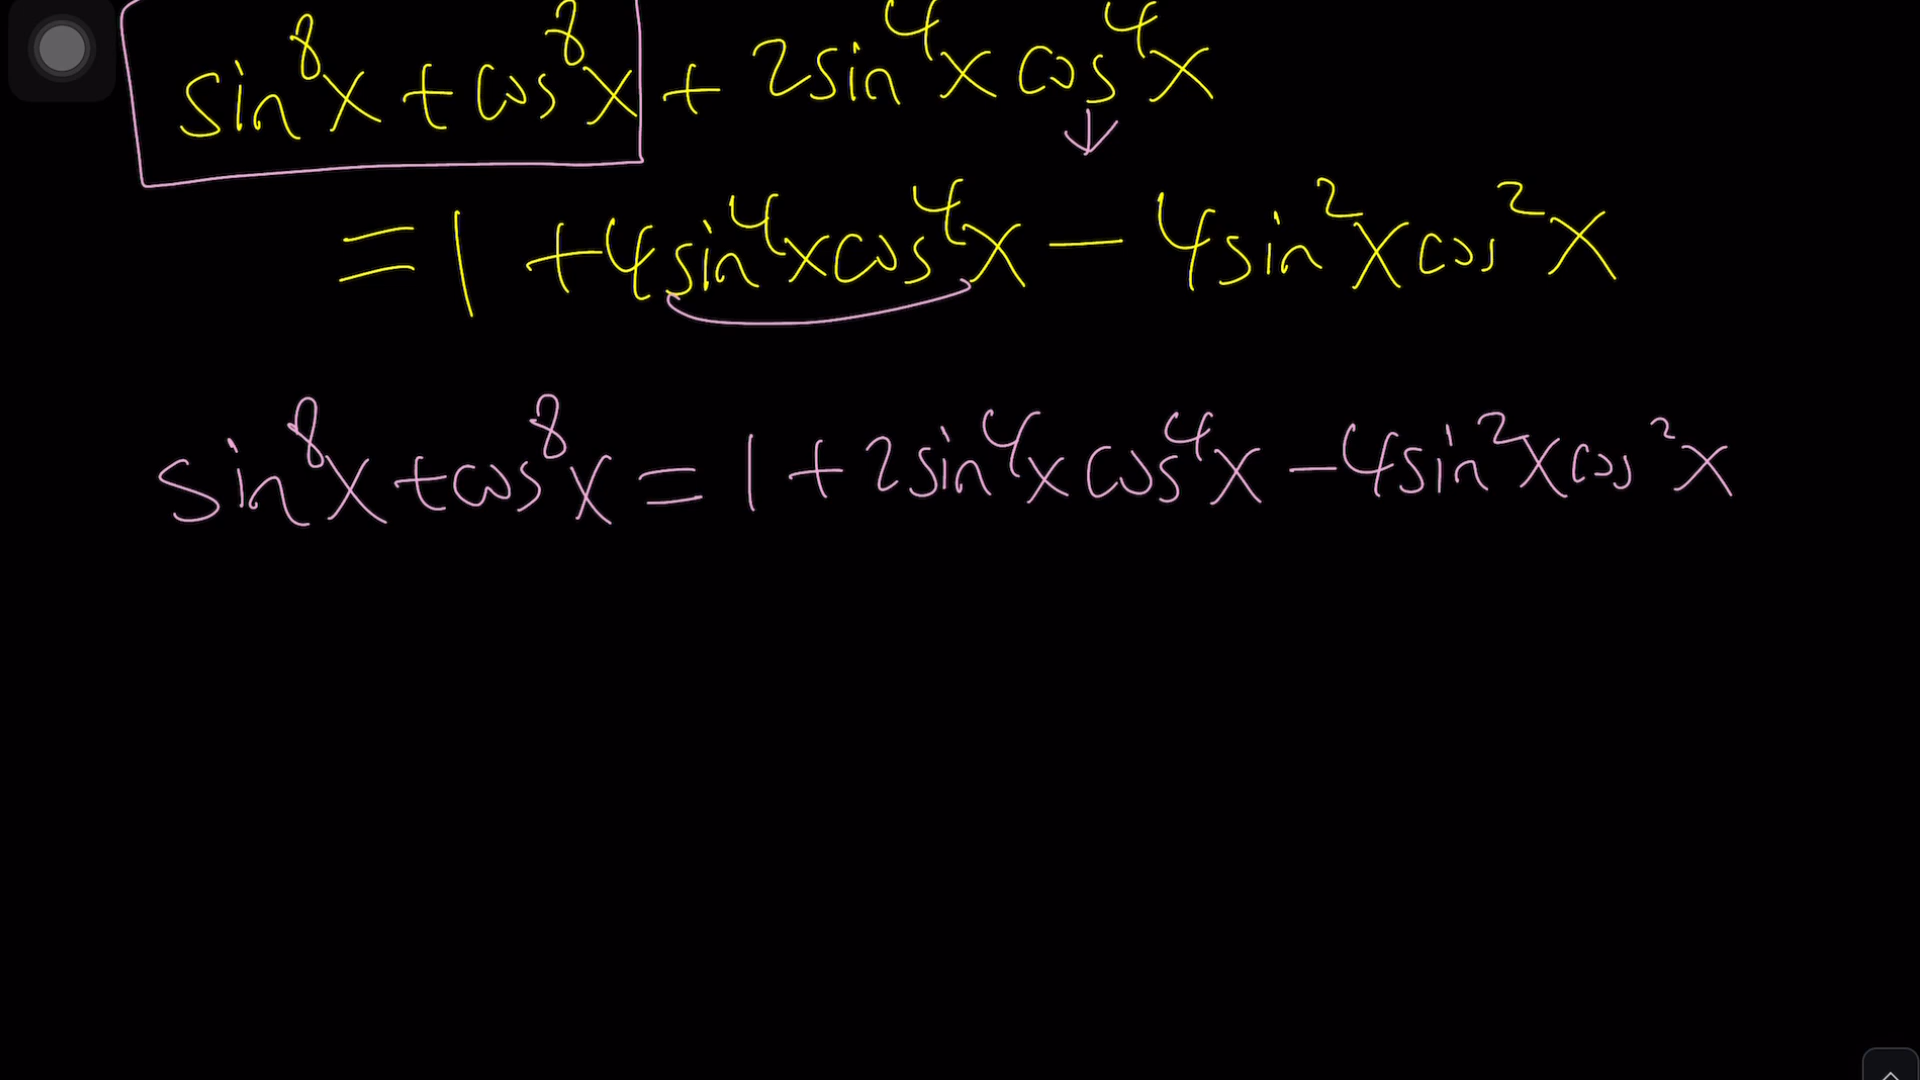 sin⁸x + cos⁸x + 2sin⁴x cos⁴x
= 1 + 4sin⁴x cos⁴x − 4sin²x cos²x
sin⁸x + cos⁸x = 1 + 2sin⁴x cos⁴x − 4sin²x cos²x